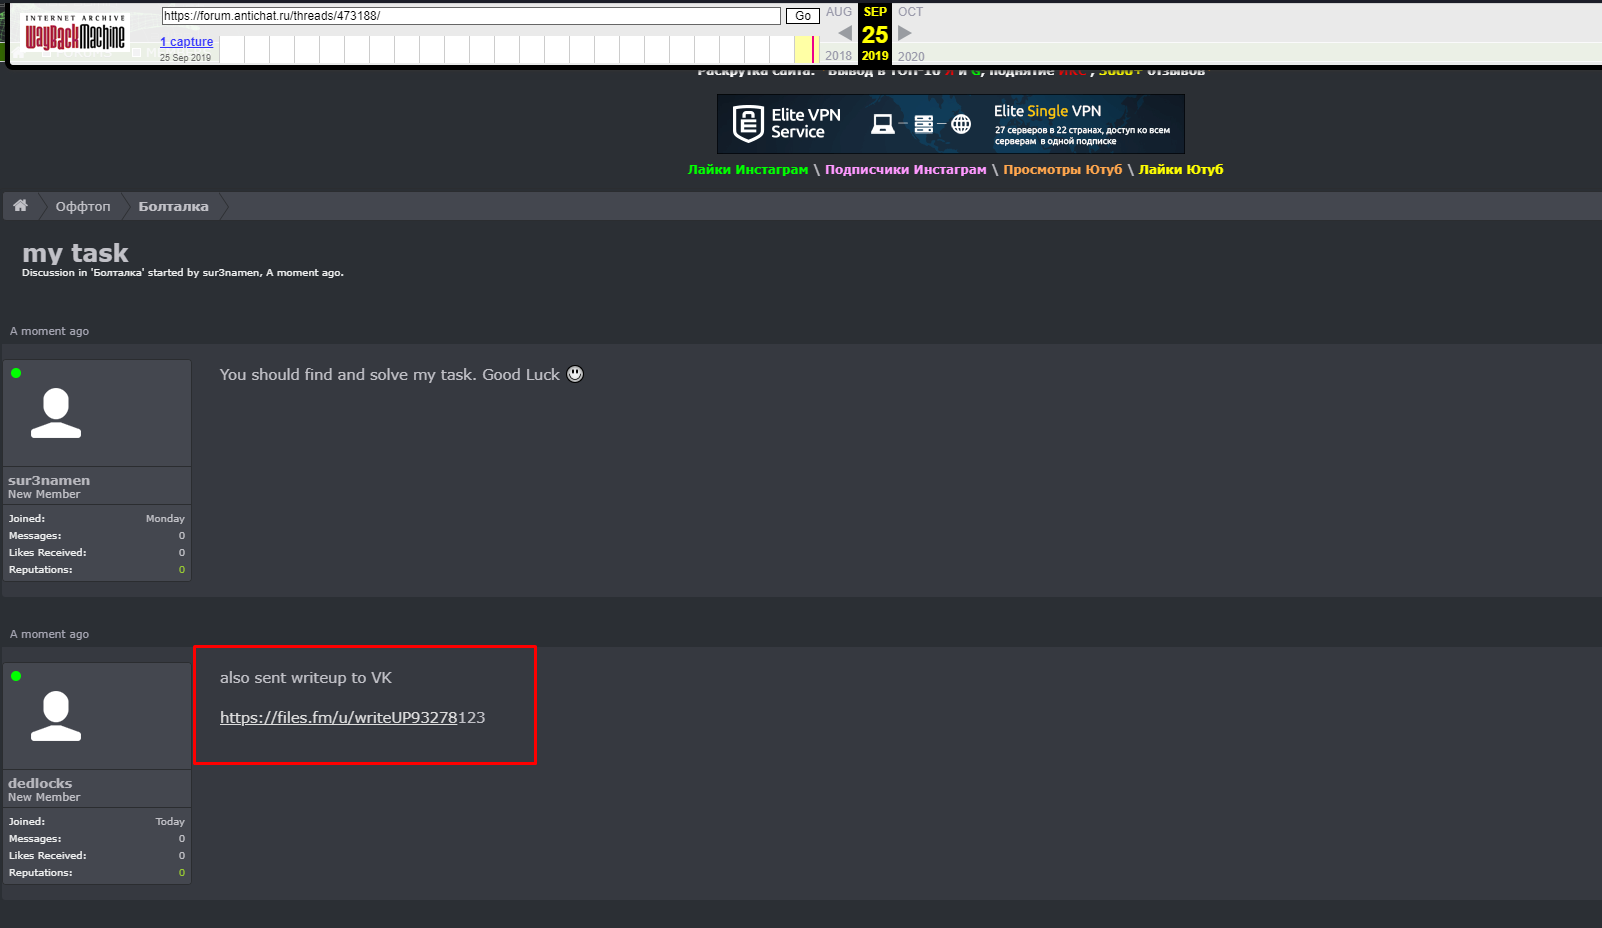 INTERNET ARCHIVE
WayBackMachine
https://forum.antichat.ru/threads/473188/
Go
AUG
SEP
OCT
1 capture
25 Sep 2019
25
2018
2019
2020
Раскрутка сайта: Вывод в ТОП-10 Я и G, поднятие ИКС, 3000+ отзывов
Elite VPN
Service
Elite Single VPN
27 серверов в 22 странах, доступ ко всем
серверам в одной подписке
Лайки Инстаграм \ Подписчики Инстаграм \ Просмотры Ютуб \ Лайки Ютуб
Оффтоп
Болталка
my task
Discussion in 'Болталка' started by sur3namen, A moment ago.
A moment ago
You should find and solve my task. Good Luck
sur3namen
New Member
Joined: Monday
Messages: 0
Likes Received: 0
Reputations: 0
A moment ago
also sent writeup to VK
https://files.fm/u/writeUP93278123
dedlocks
New Member
Joined: Today
Messages: 0
Likes Received: 0
Reputations: 0